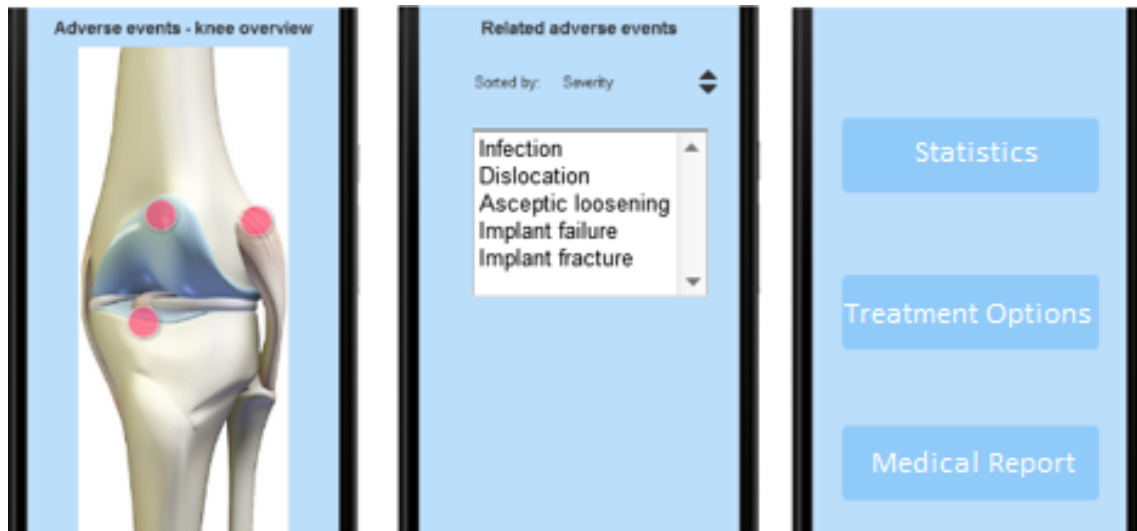 Adverse events - knee overview
Related adverse events
Sorted by: Severity
Infection
Dislocation
Asceptic loosening
Implant failure
Implant fracture
Statistics
Treatment Options
Medical Report